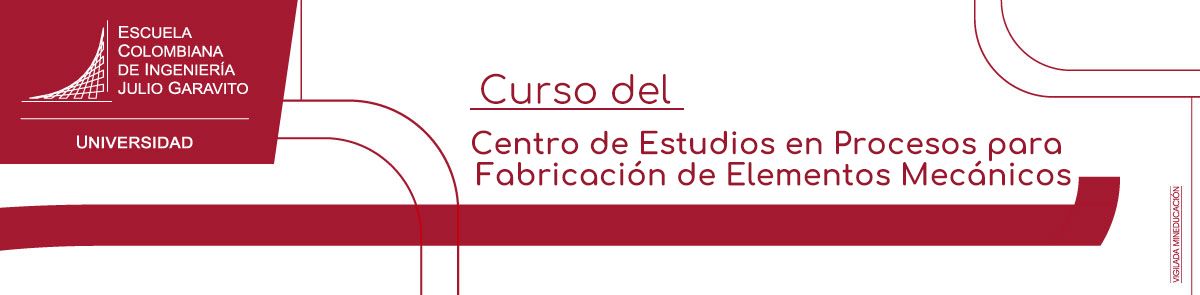 ESCUELA
COLOMBIANA
DE INGENIERÍA
JULIO GARAVITO
UNIVERSIDAD
Curso del
Centro de Estudios en Procesos para
Fabricación de Elementos Mecánicos
VIGILADA MINEDUCACIÓN